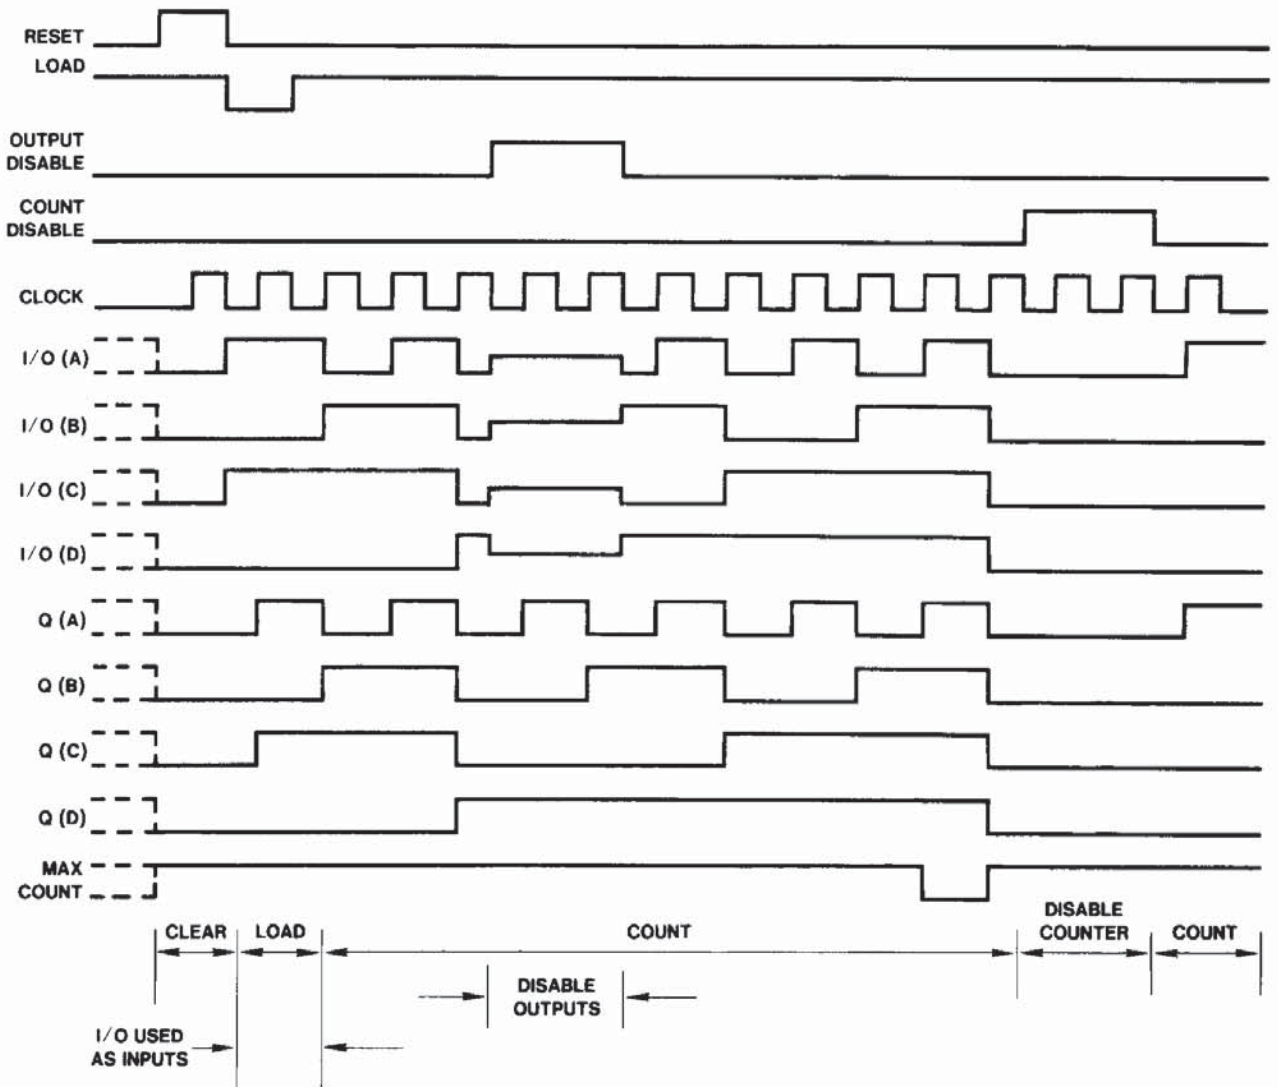 RESET
LOAD
OUTPUT
DISABLE
COUNT
DISABLE
CLOCK
I/O (A)
I/O (B)
I/O (C)
I/O (D)
Q (A)
Q (B)
Q (C)
Q (D)
MAX
COUNT
CLEAR
LOAD
COUNT
DISABLE
COUNTER
COUNT
DISABLE
OUTPUTS
I/O USED
AS INPUTS